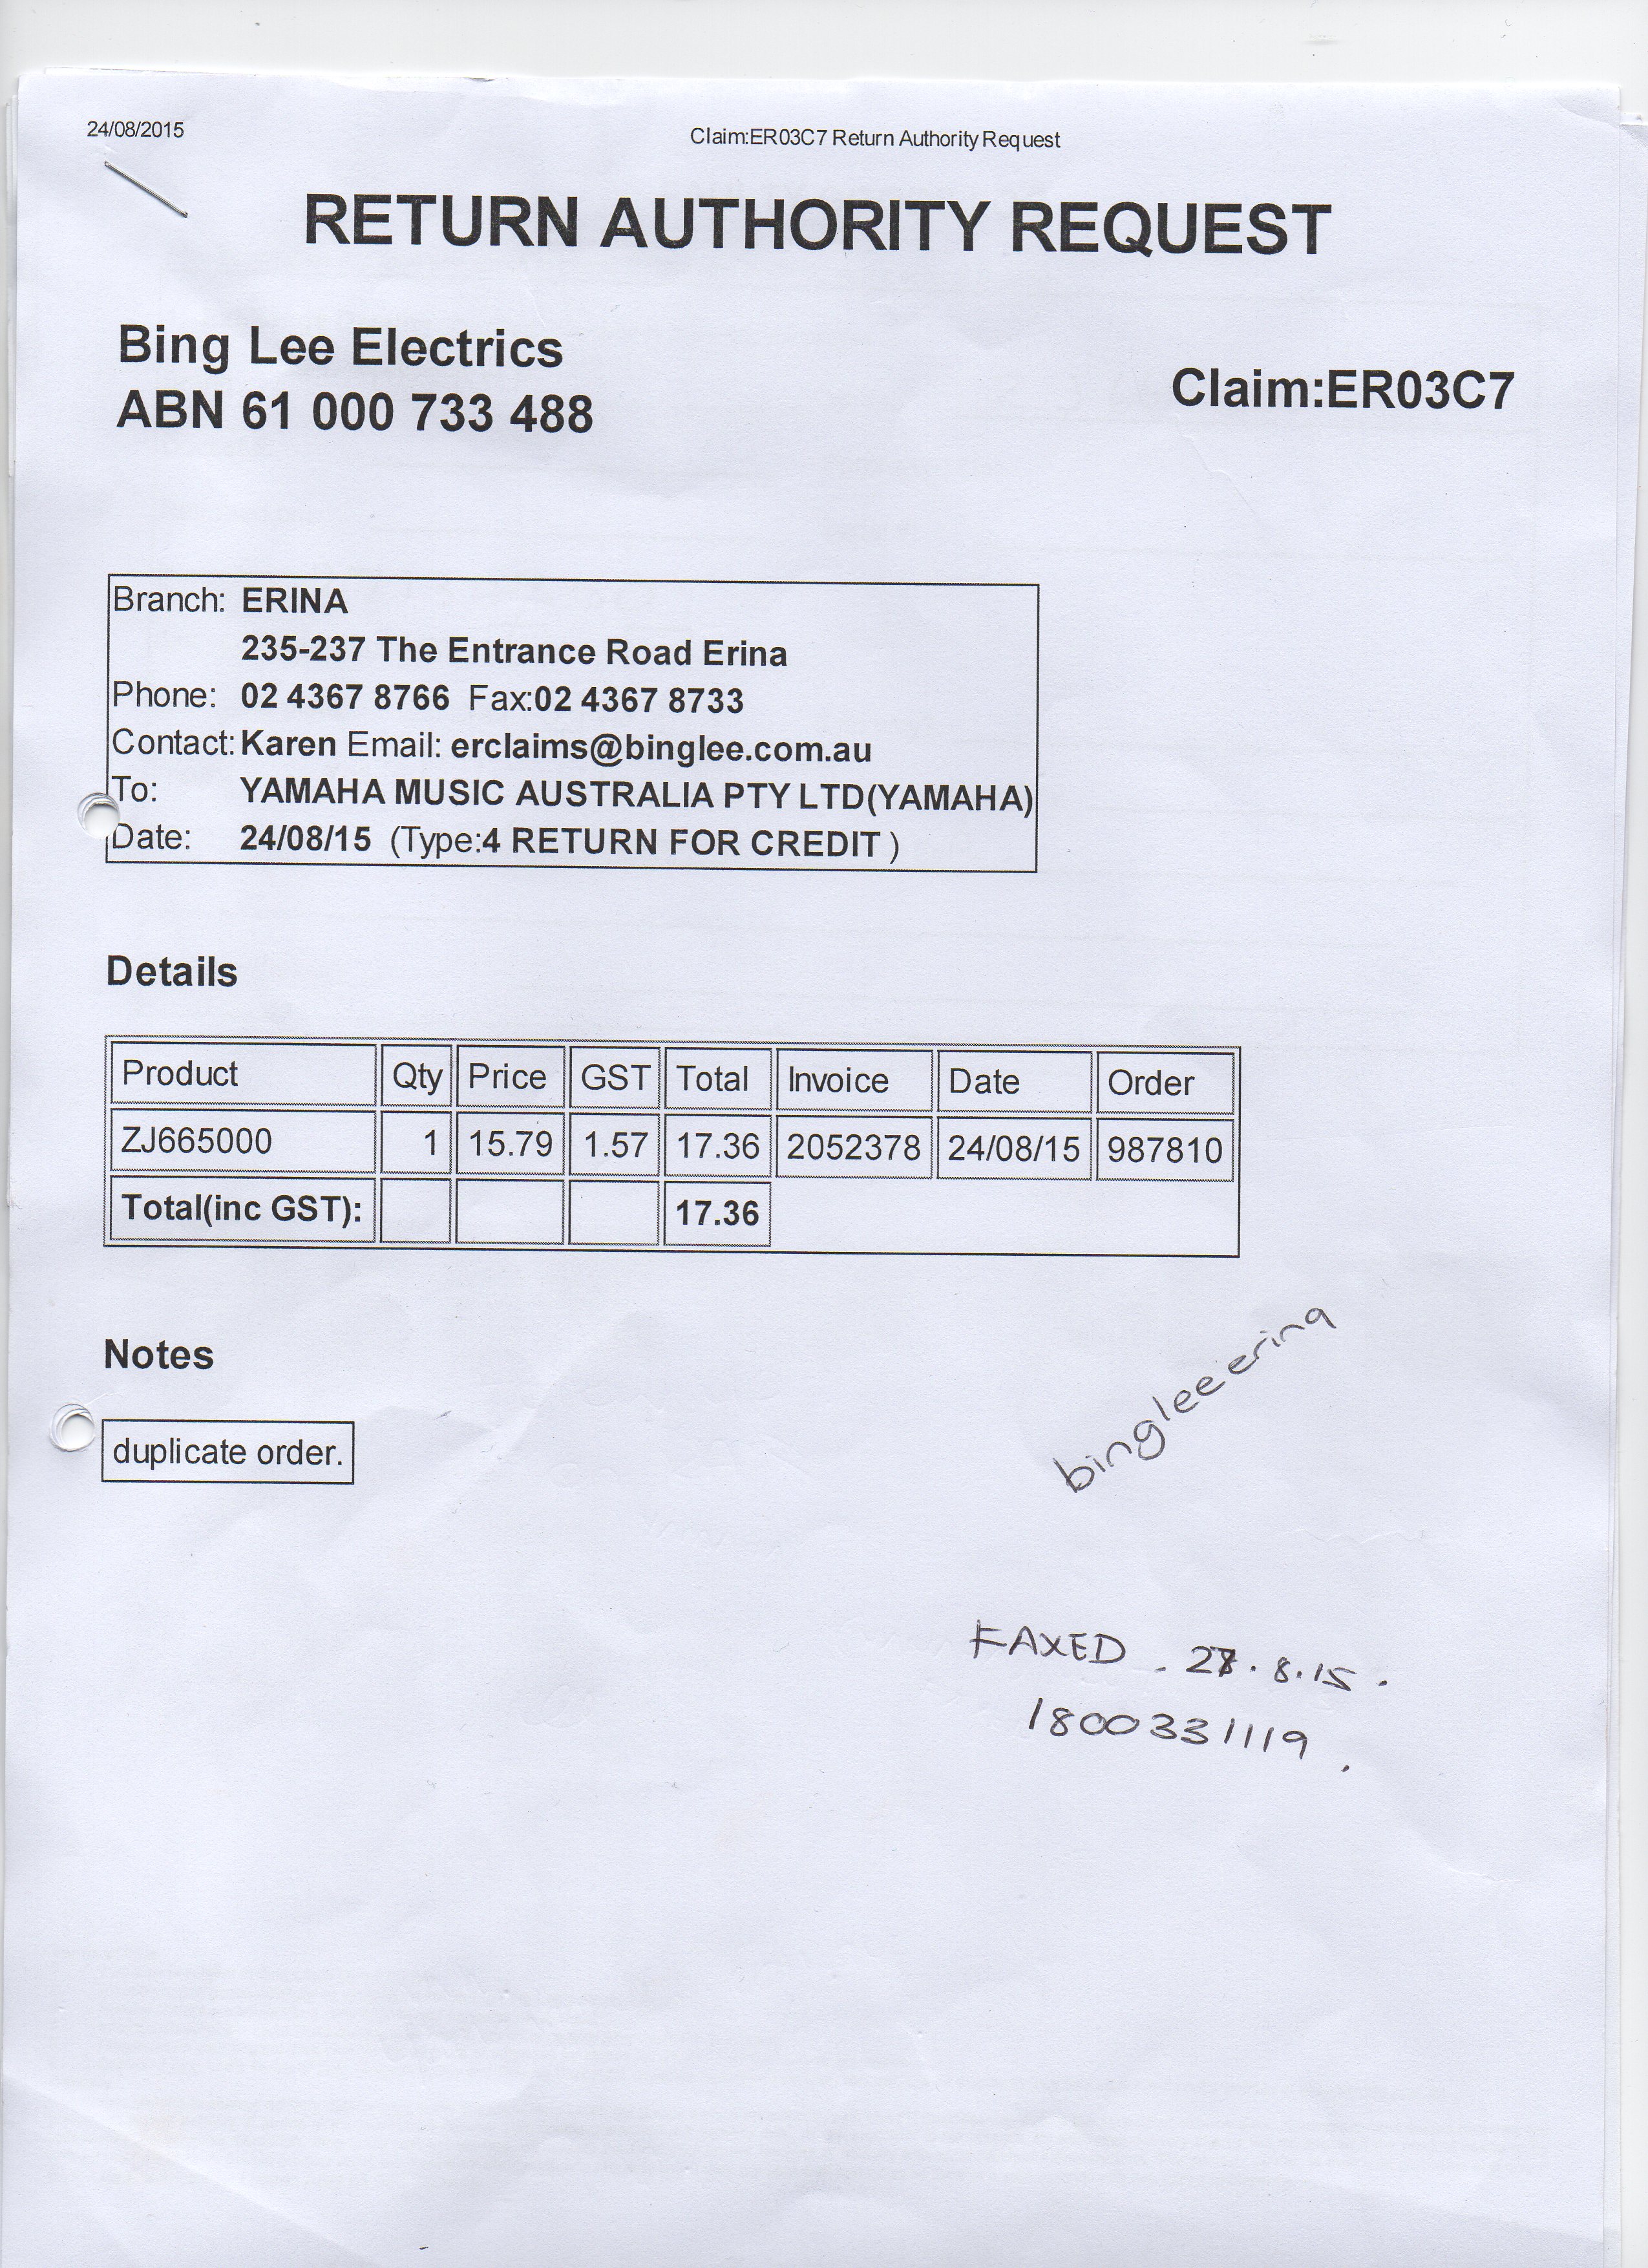 24/08/2015 Claim:ER03C7 Return Authority Request
RETURN AUTHORITY REQUEST
Bing Lee Electrics
ABN 61 000 733 488
Claim:ER03C7
Branch: ERINA
235-237 The Entrance Road Erina
Phone: 02 4367 8766 Fax:02 4367 8733
Contact: Karen Email: erclaims@binglee.com.au
To: YAMAHA MUSIC AUSTRALIA PTY LTD(YAMAHA)
Date: 24/08/15 (Type:4 RETURN FOR CREDIT )
Details
Product Qty Price GST Total Invoice Date Order
ZJ665000 1 15.79 1.57 17.36 2052378 24/08/15 987810
Total(inc GST): 17.36
Notes
duplicate order.
bingleeerina
FAXED . 28.8.15.
1800331119.